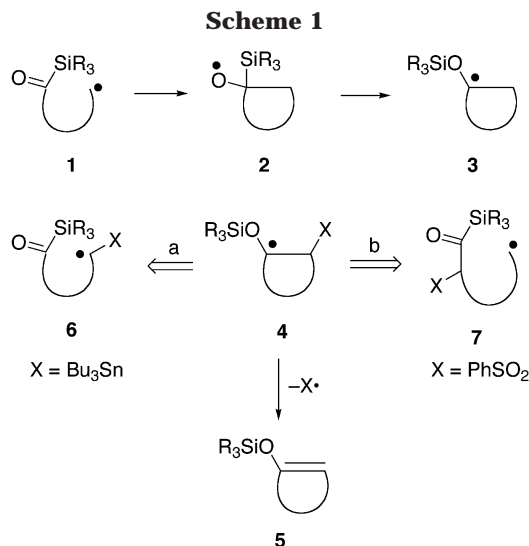 Scheme 1
O SiR3
O SiR3
R3SiO
1
2
3
O SiR3 X
a
R3SiO X
b
O SiR3 X
6
4
7
X = Bu3Sn
X = PhSO2
–X•
R3SiO
5